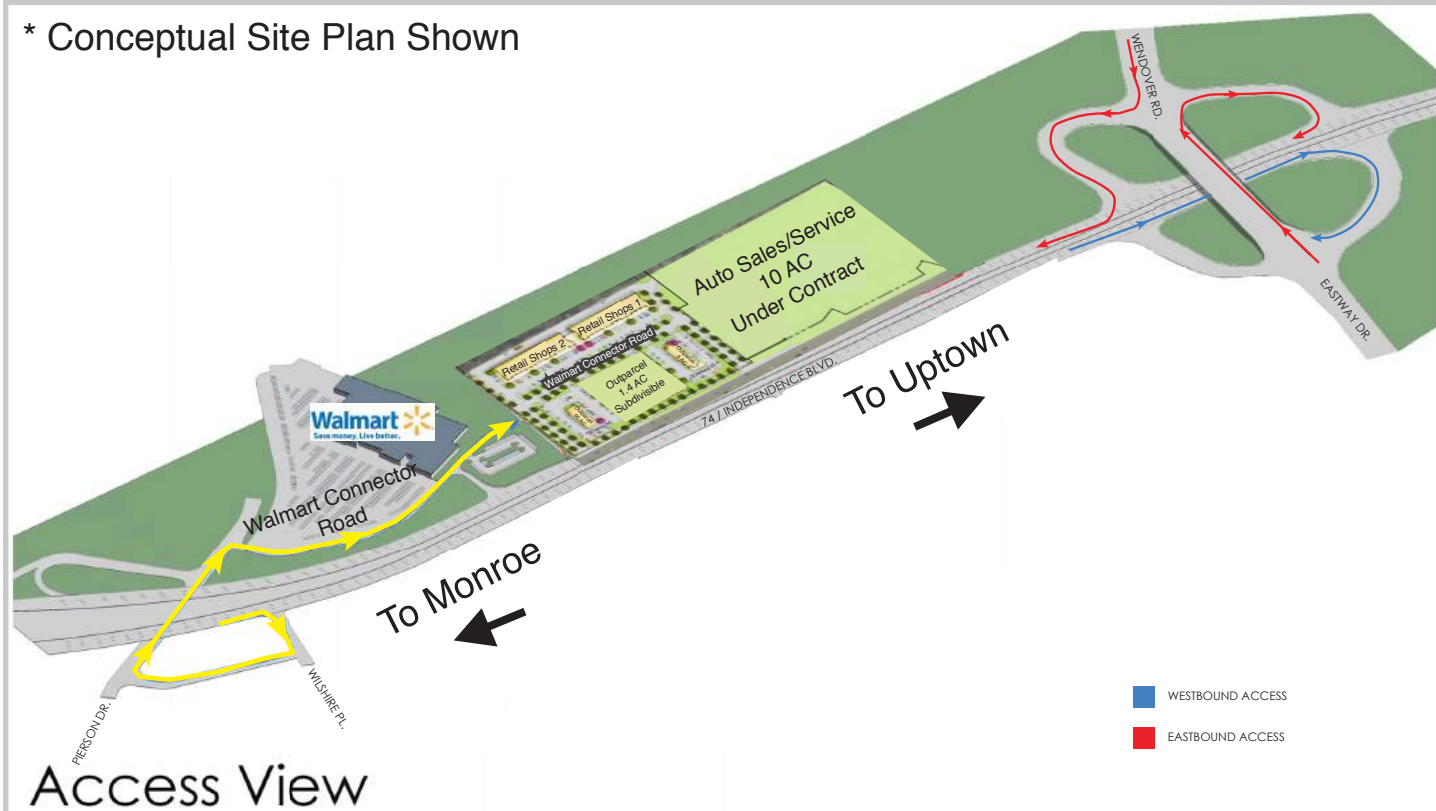 * Conceptual Site Plan Shown
WENDOVER RD.
EASTWAY DR.
Auto Sales/Service
10 AC
Under Contract
Retail Shops 1
Retail Shops 2
Walmart Connector Road
Outparcel
Outparcel
1.4 AC
Subdivisible
Outparcel
74 / INDEPENDENCE BLVD.
To Uptown
Walmart
Save money. Live better.
Walmart Connector
Road
To Monroe
PIERSON DR.
WILSHIRE PL.
WESTBOUND ACCESS
EASTBOUND ACCESS
Access View